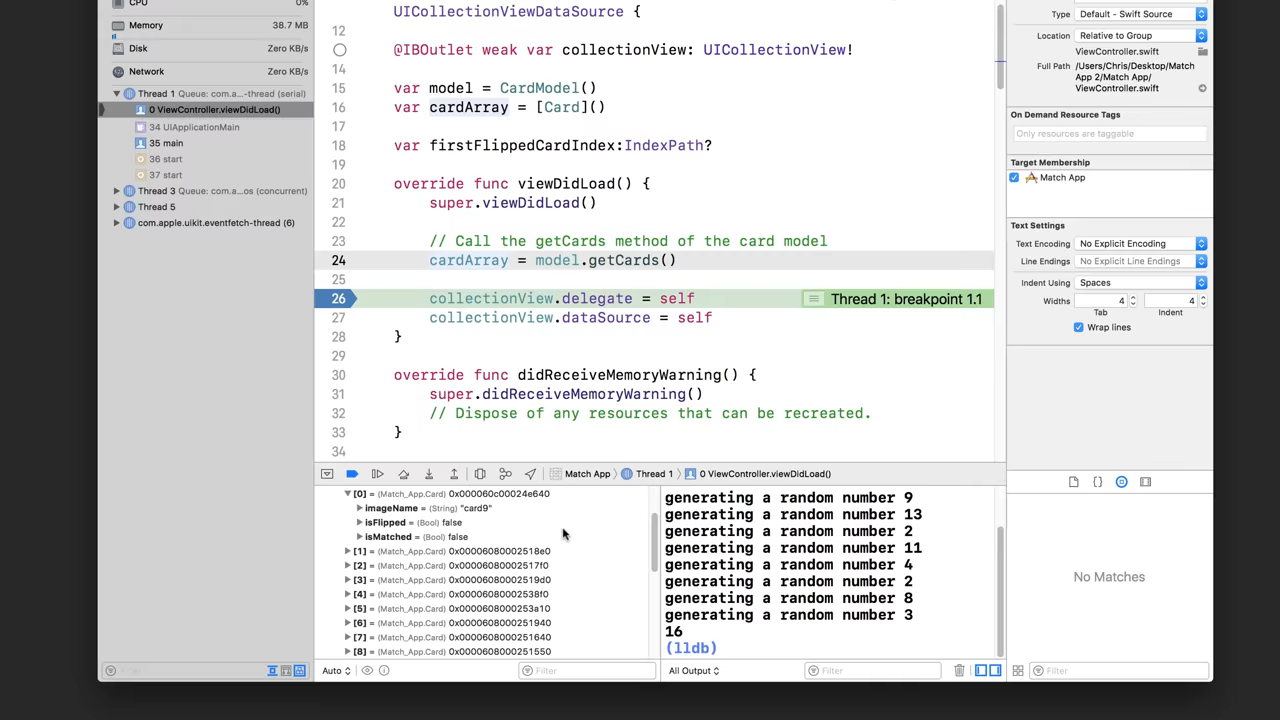 CPU
Memory 38.7 MB
Disk Zero KB/s
Network Zero KB/s
Thread 1 Queue: com.a...-thread (serial)
0 ViewController.viewDidLoad()
34 UIApplicationMain
35 main
36 start
37 start
Thread 3 Queue: com.a...os (concurrent)
Thread 5
com.apple.uikit.eventfetch-thread (6)
UICollectionViewDataSource {
12
@IBOutlet weak var collectionView: UICollectionView!
14
15 var model = CardModel()
16 var cardArray = [Card]()
17
18 var firstFlippedCardIndex:IndexPath?
19
20 override func viewDidLoad() {
21 super.viewDidLoad()
22
23 // Call the getCards method of the card model
24 cardArray = model.getCards()
25
26 collectionView.delegate = self Thread 1: breakpoint 1.1
27 collectionView.dataSource = self
28 }
29
30 override func didReceiveMemoryWarning() {
31 super.didReceiveMemoryWarning()
32 // Dispose of any resources that can be recreated.
33 }
34
Match App Thread 1 0 ViewController.viewDidLoad()
[0] = (Match_App.Card) 0x000060c00024e640
imageName = (String) "card9"
isFlipped = (Bool) false
isMatched = (Bool) false
[1] = (Match_App.Card) 0x00006080002518e0
[2] = (Match_App.Card) 0x00006080002517f0
[3] = (Match_App.Card) 0x00006080002519d0
[4] = (Match_App.Card) 0x00006080002538f0
[5] = (Match_App.Card) 0x0000608000253a10
[6] = (Match_App.Card) 0x0000608000251940
[7] = (Match_App.Card) 0x0000608000251640
[8] = (Match_App.Card) 0x0000608000251550
generating a random number 9
generating a random number 13
generating a random number 2
generating a random number 11
generating a random number 4
generating a random number 2
generating a random number 8
generating a random number 3
16
(lldb)
Auto Filter All Output Filter
Type Default - Swift Source
Location Relative to Group
ViewController.swift
Full Path /Users/Chris/Desktop/Match
App 2/Match App/
ViewController.swift
On Demand Resource Tags
Only resources are taggable
Target Membership
Match App
Text Settings
Text Encoding No Explicit Encoding
Line Endings No Explicit Line Endings
Indent Using Spaces
Widths 4 4
Tab Indent
Wrap lines
No Matches
Filter